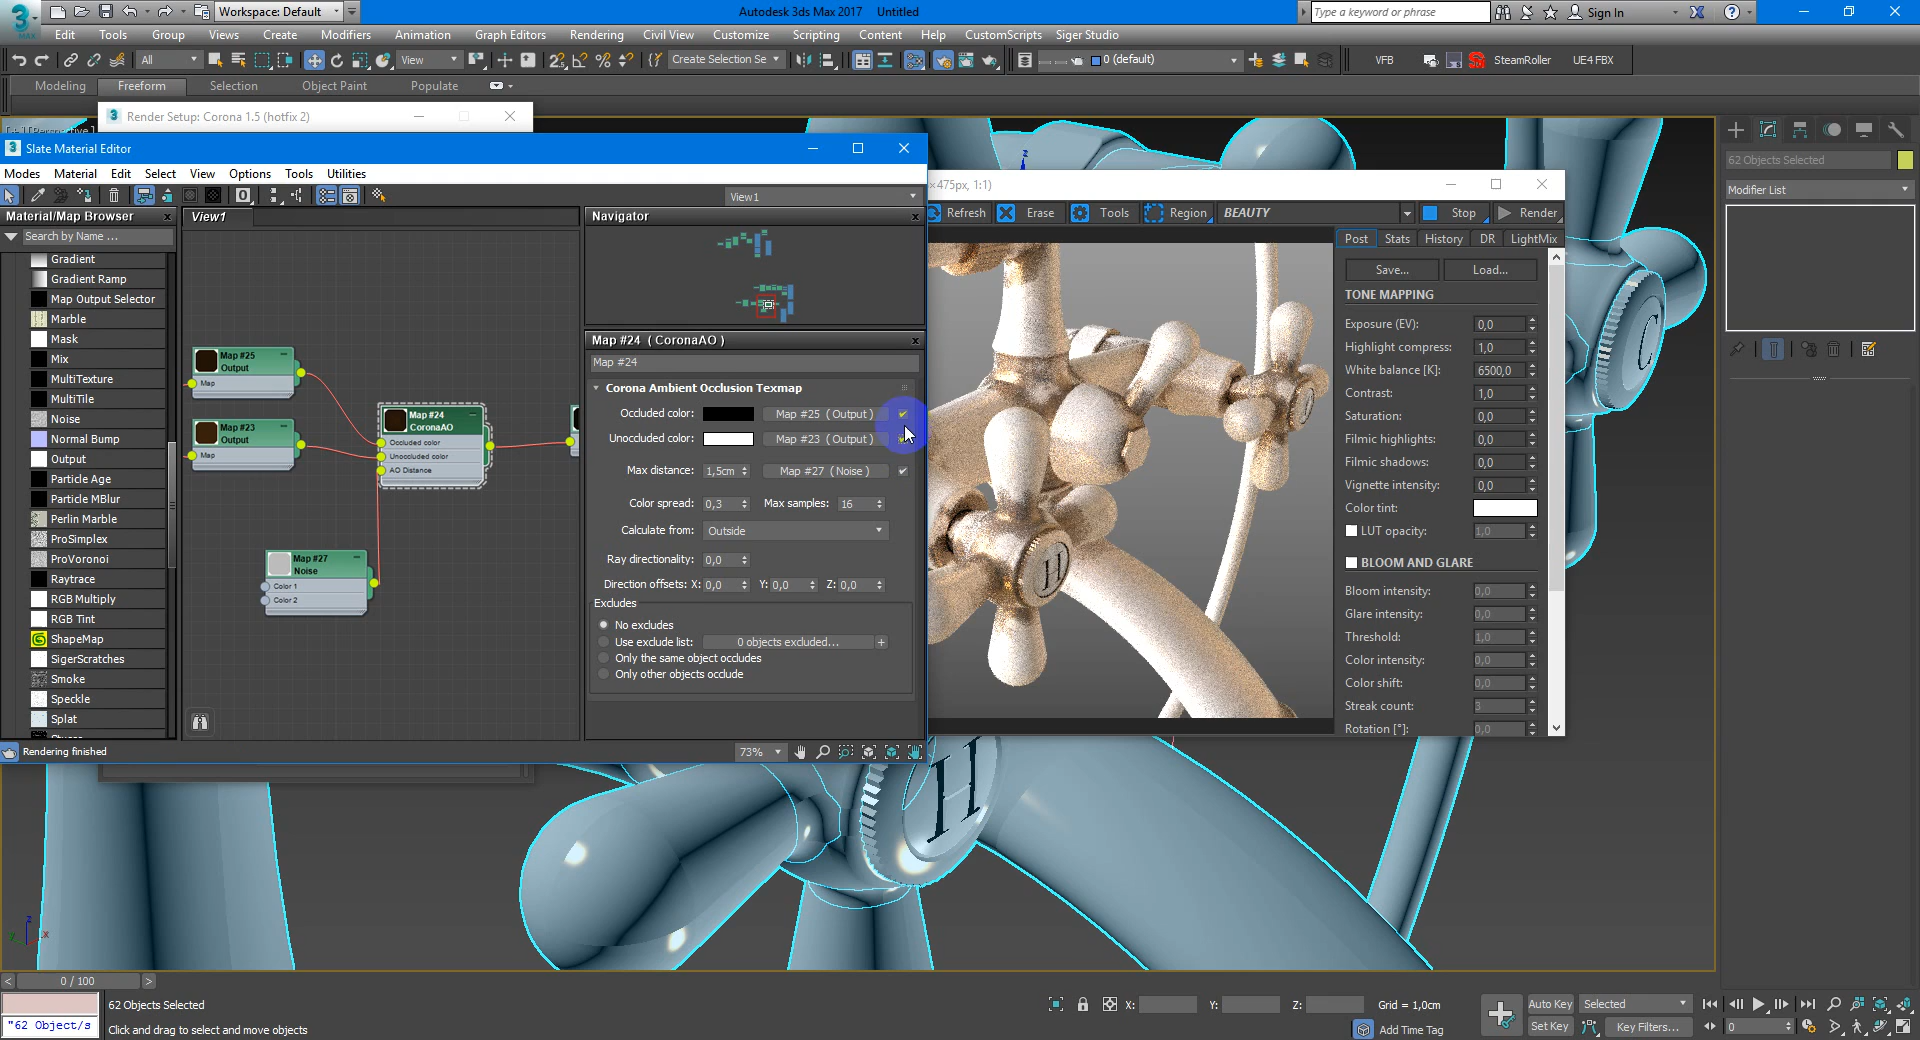 Workspace: Default
Autodesk 3ds Max 2017 Untitled
Type a keyword or phrase
Sign In
Edit Tools Group Views Create Modifiers Animation Graph Editors Rendering Civil View Customize Scripting Content Help CustomScripts Siger Studio
All
View
Create Selection Se
0 (default)
VFB
SteamRoller
UE4 FBX
Modeling Freeform Selection Object Paint Populate
Render Setup: Corona 1.5 (hotfix 2)
Slate Material Editor
Modes Material Edit Select View Options Tools Utilities
View1
Material/Map Browser
Search by Name ...
Gradient
Gradient Ramp
Map Output Selector
Marble
Mask
Mix
MultiTexture
MultiTile
Noise
Normal Bump
Output
Particle Age
Particle MBlur
Perlin Marble
ProSimplex
ProVoronoi
Raytrace
RGB Multiply
RGB Tint
ShapeMap
SigerScratches
Smoke
Speckle
Splat
View1
Map #25
Output
Map
Map #23
Output
Map
Map #24
CoronaAO
Occluded color
Unoccluded color
AO Distance
Map #27
Noise
Color 1
Color 2
Navigator
Map #24 ( CoronaAO )
Map #24
Corona Ambient Occlusion Texmap
Occluded color: Map #25 ( Output )
Unoccluded color: Map #23 ( Output )
Max distance: 1,5cm Map #27 ( Noise )
Color spread: 0,3 Max samples: 16
Calculate from: Outside
Ray directionality: 0,0
Direction offsets: X: 0,0 Y: 0,0 Z: 0,0
Excludes
No excludes
Use exclude list: 0 objects excluded... +
Only the same object occludes
Only other objects occlude
Rendering finished
73%
×475px, 1:1)
Refresh Erase Tools Region BEAUTY Stop Render
Post Stats History DR LightMix
Save... Load...
TONE MAPPING
Exposure (EV): 0,0
Highlight compress: 1,0
White balance [K]: 6500,0
Contrast: 1,0
Saturation: 0,0
Filmic highlights: 0,0
Filmic shadows: 0,0
Vignette intensity: 0,0
Color tint:
LUT opacity: 1,0
BLOOM AND GLARE
Bloom intensity: 0,0
Glare intensity: 0,0
Threshold: 1,0
Color intensity: 0,0
Color shift: 0,0
Streak count: 3
Rotation [°]: 0,0
H
C
H
62 Objects Selected
Modifier List
0 / 100
62 Objects Selected
"62 Object/s
Click and drag to select and move objects
X: Y: Z: Grid = 1,0cm
Add Time Tag
Auto Key Selected
Set Key Key Filters...
0